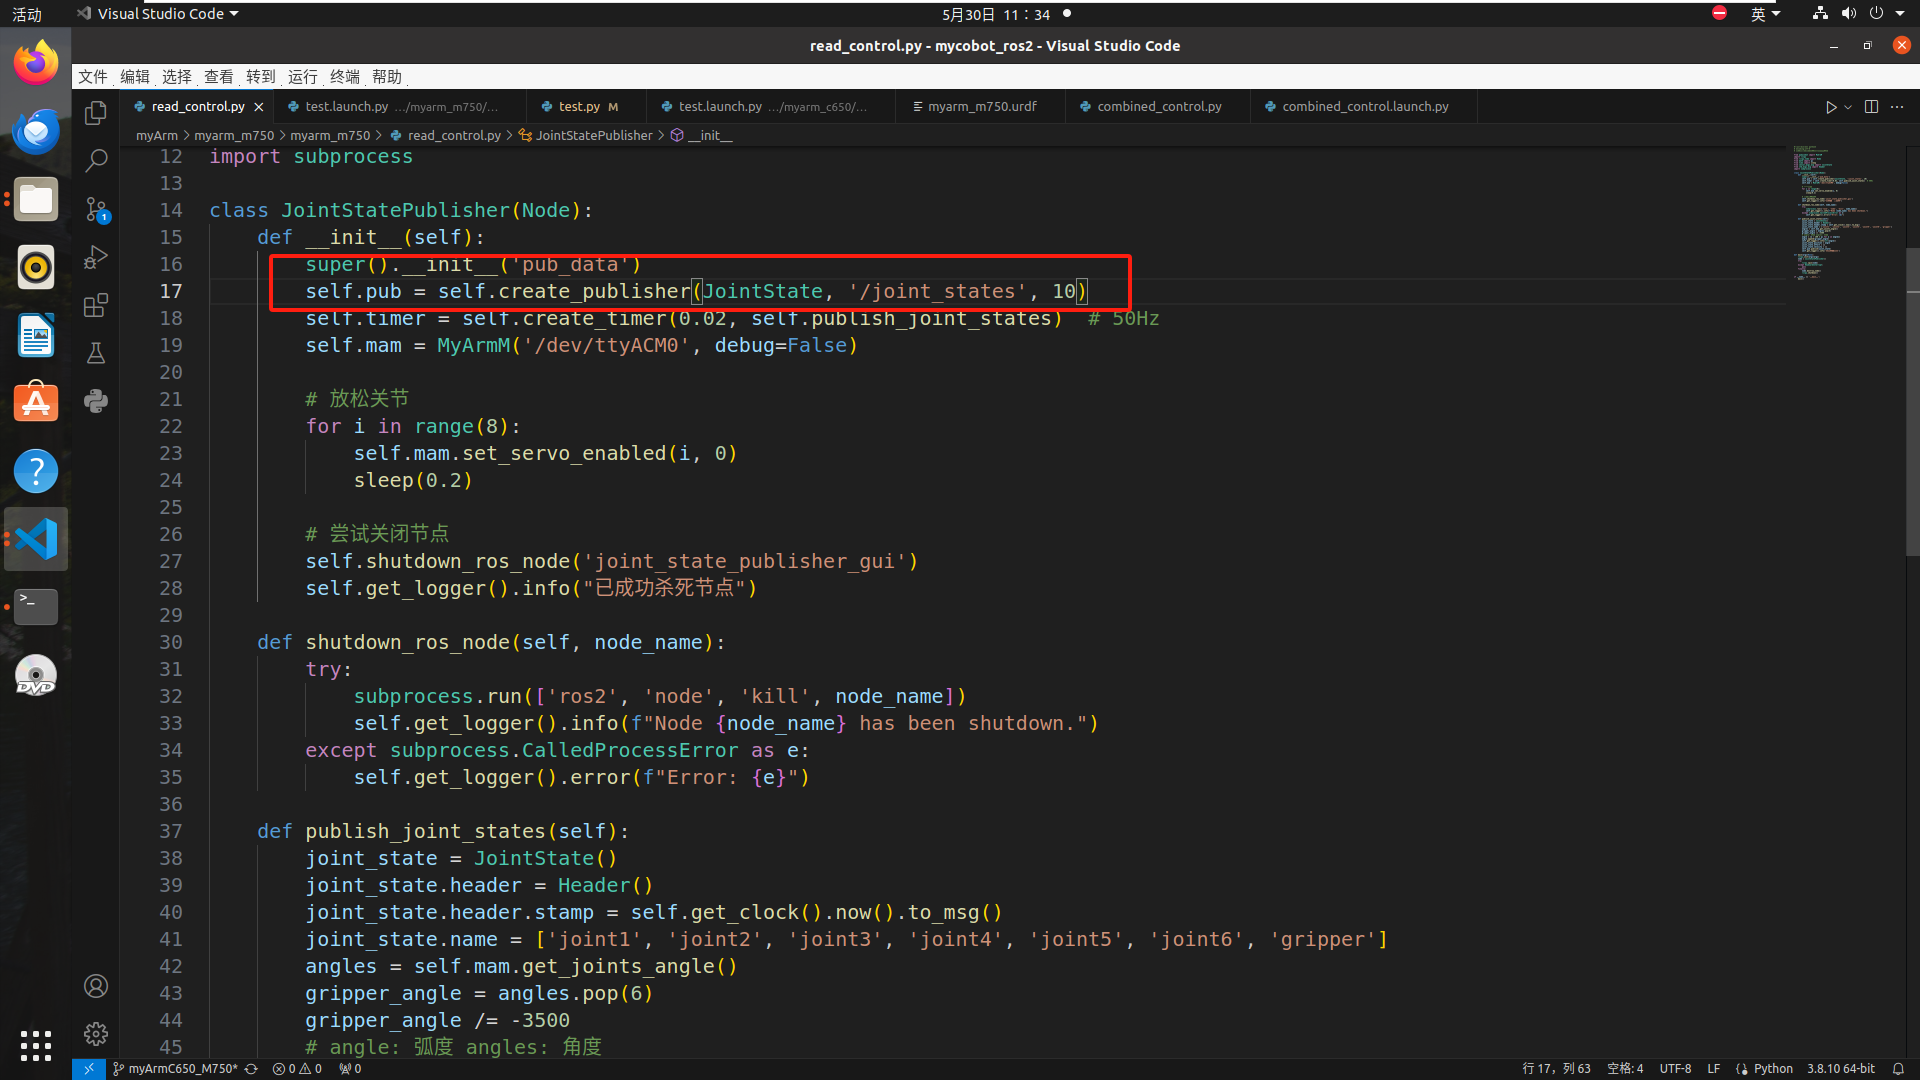 活动
Visual Studio Code
5月30日 11：34
英
read_control.py - mycobot_ros2 - Visual Studio Code
文件 编辑 选择 查看 转到 运行 终端 帮助
read_control.py
test.launch.py .../myarm_m750/...
test.py M
test.launch.py .../myarm_c650/...
myarm_m750.urdf
combined_control.py
combined_control.launch.py
myArm > myarm_m750 > myarm_m750 > read_control.py > JointStatePublisher > __init__
12 import subprocess
13
14 class JointStatePublisher(Node):
15 def __init__(self):
16 super().__init__('pub_data')
17 self.pub = self.create_publisher(JointState, '/joint_states', 10)
18 self.timer = self.create_timer(0.02, self.publish_joint_states) # 50Hz
19 self.mam = MyArmM('/dev/ttyACM0', debug=False)
20
21 # 放松关节
22 for i in range(8):
23 self.mam.set_servo_enabled(i, 0)
24 sleep(0.2)
25
26 # 尝试关闭节点
27 self.shutdown_ros_node('joint_state_publisher_gui')
28 self.get_logger().info("已成功杀死节点")
29
30 def shutdown_ros_node(self, node_name):
31 try:
32 subprocess.run(['ros2', 'node', 'kill', node_name])
33 self.get_logger().info(f"Node {node_name} has been shutdown.")
34 except subprocess.CalledProcessError as e:
35 self.get_logger().error(f"Error: {e}")
36
37 def publish_joint_states(self):
38 joint_state = JointState()
39 joint_state.header = Header()
40 joint_state.header.stamp = self.get_clock().now().to_msg()
41 joint_state.name = ['joint1', 'joint2', 'joint3', 'joint4', 'joint5', 'joint6', 'gripper']
42 angles = self.mam.get_joints_angle()
43 gripper_angle = angles.pop(6)
44 gripper_angle /= -3500
45 # angle: 弧度 angles: 角度
1
DVD
myArmC650_M750* 0 0 0
行 17，列 63 空格: 4 UTF-8 LF Python 3.8.10 64-bit